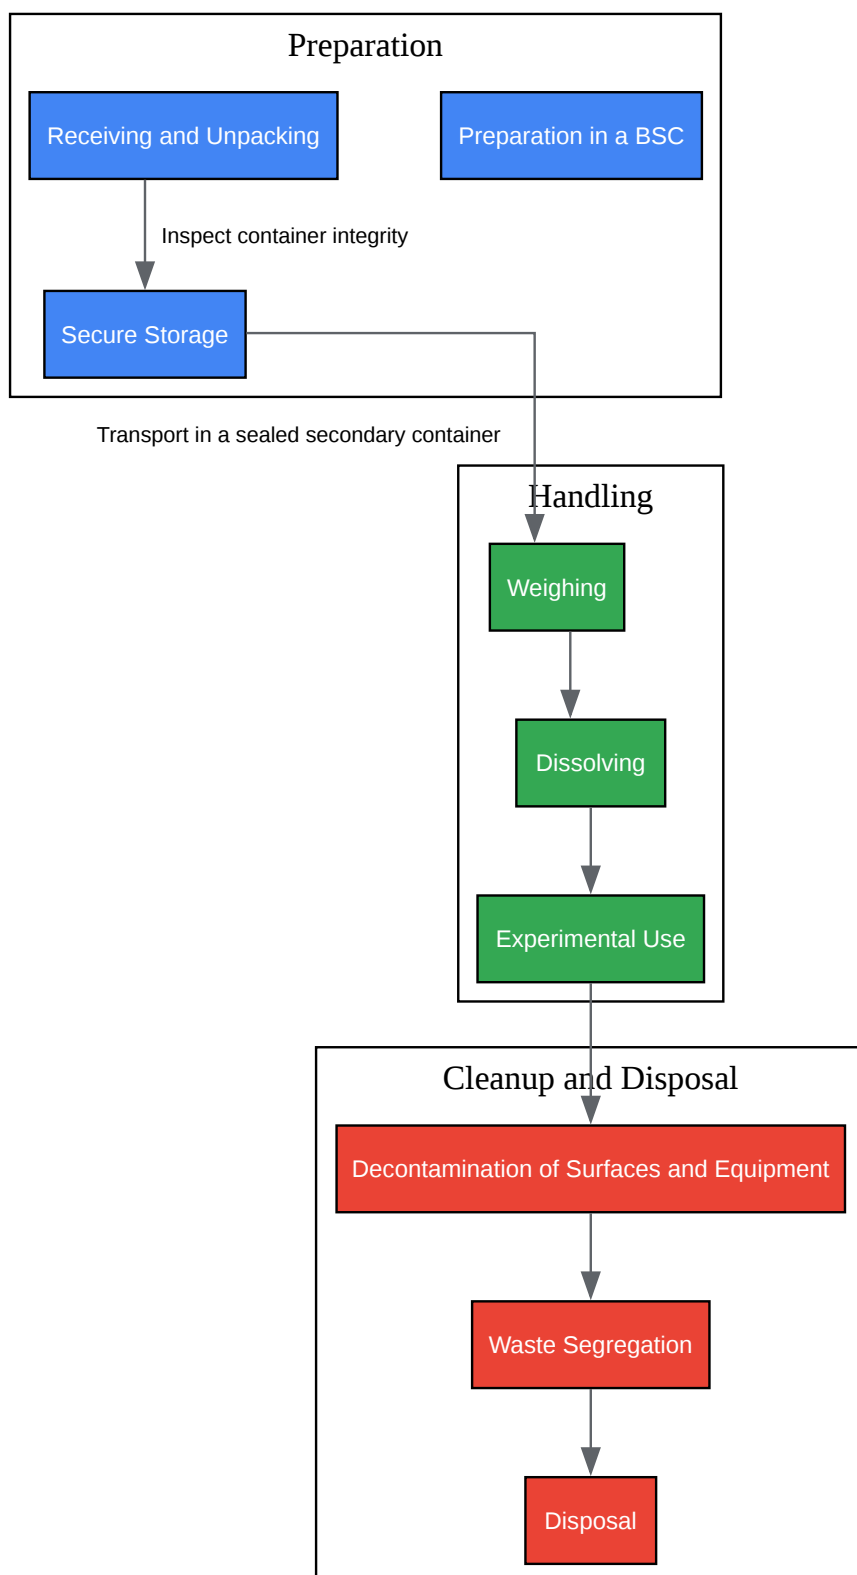 Preparation
Receiving and Unpacking
Preparation in a BSC
Inspect container integrity
Secure Storage
Transport in a sealed secondary container
Handling
Weighing
Dissolving
Experimental Use
Cleanup and Disposal
Decontamination of Surfaces and Equipment
Waste Segregation
Disposal